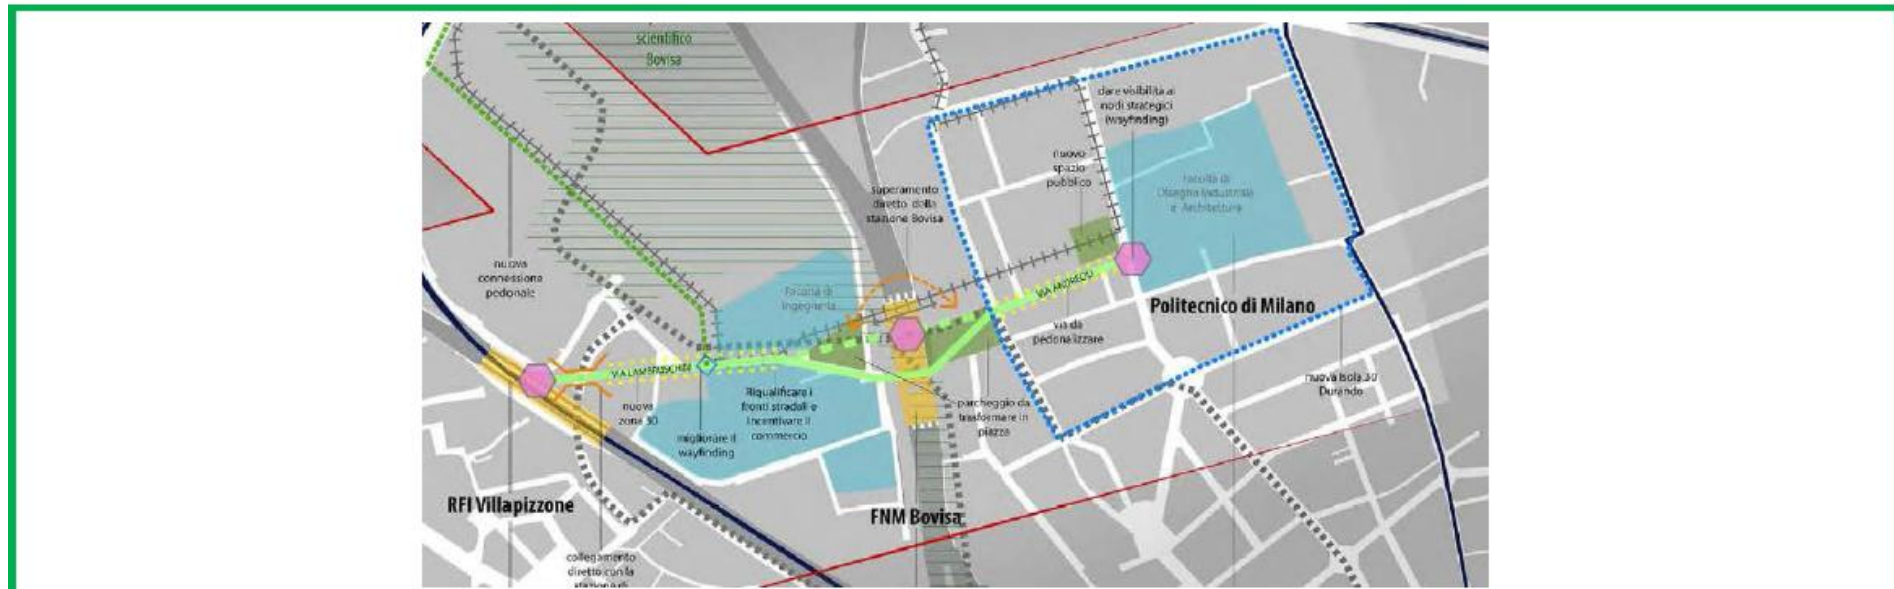 scientifico
Bovisa
dare visibilità ai
nodi strategici
(wayfinding)
nuovo
spazio
pubblico
Facoltà di
Disegno Industriale
e Architettura
superamento
diretto della
stazione Bovisa
nuova
connessione
pedonale
Facoltà di
Ingegneria
VIA ANDREOLI
Politecnico di Milano
via da
pedonalizzare
VIA LAMBRUSCHINI
nuova
zona 30
Riqualificare i
fronti stradali e
incentivare il
commercio
migliorare il
wayfinding
parcheggio da
trasformare in
piazza
nuova Isola 30
Durando
RFI Villapizzone
FNM Bovisa
collegamento
diretto con la
stazione di